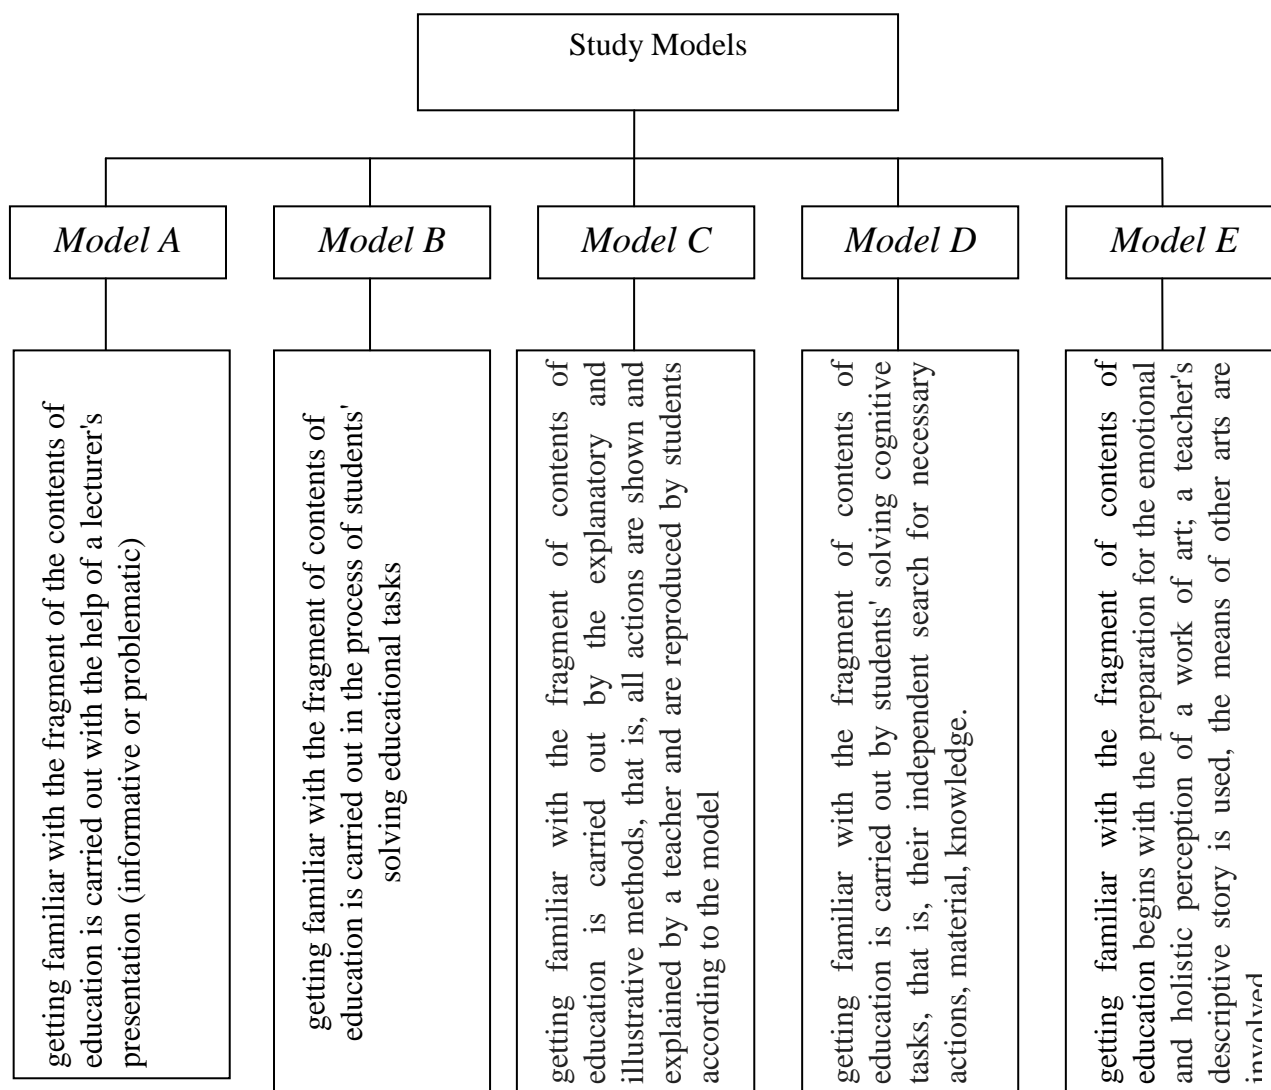 Study Models
Model A
Model B
Model C
Model D
Model E
getting familiar with the fragment of the contents of
education is carried out with the help of a lecturer's
presentation (informative or problematic)
getting familiar with the fragment of contents of
education is carried out in the process of students'
solving educational tasks
getting familiar with the fragment of contents of
education is carried out by the explanatory and
illustrative methods, that is, all actions are shown and
explained by a teacher and are reproduced by students
according to the model
getting familiar with the fragment of contents of
education is carried out by students' solving cognitive
tasks, that is, their independent search for necessary
actions, material, knowledge.
getting familiar with the fragment of contents of
education begins with the preparation for the emotional
and holistic perception of a work of art; a teacher's
descriptive story is used, the means of other arts are
involved